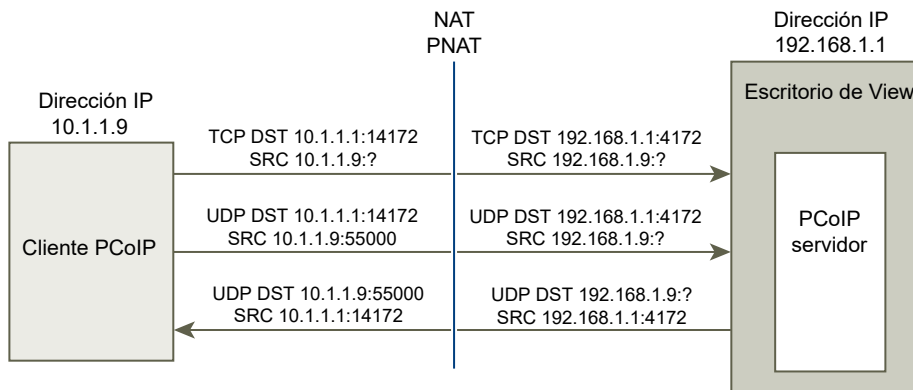 NAT
PNAT
Dirección IP
192.168.1.1
Dirección IP
10.1.1.9
Escritorio de View
TCP DST 10.1.1.1:14172
SRC 10.1.1.9:?
TCP DST 192.168.1.1:4172
SRC 192.168.1.9:?
Cliente PCoIP
UDP DST 10.1.1.1:14172
SRC 10.1.1.9:55000
UDP DST 192.168.1.1:4172
SRC 192.168.1.9:?
PCoIP
servidor
UDP DST 10.1.1.9:55000
SRC 10.1.1.1:14172
UDP DST 192.168.1.9:?
SRC 192.168.1.1:4172